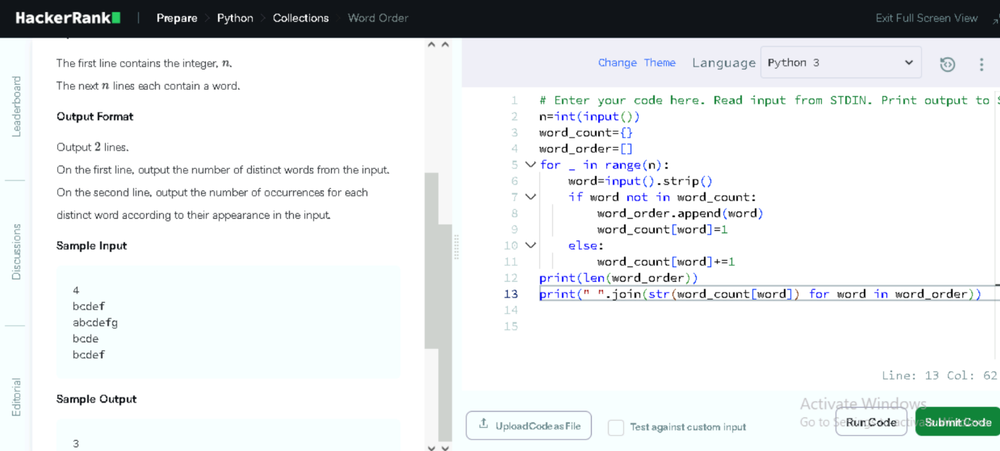 HackerRank | Prepare > Python > Collections > Word Order
Exit Full Screen View
Leaderboard
Discussions
Editorial
The first line contains the integer, n.
The next n lines each contain a word.
Output Format
Output 2 lines.
On the first line, output the number of distinct words from the input.
On the second line, output the number of occurrences for each
distinct word according to their appearance in the input.
Sample Input
4
bcdef
abcdefg
bcde
bcdef
Sample Output
3
Change Theme Language Python 3
1 # Enter your code here. Read input from STDIN. Print output to
2 n=int(input())
3 word_count={}
4 word_order=[]
5 for _ in range(n):
6 word=input().strip()
7 if word not in word_count:
8 word_order.append(word)
9 word_count[word]=1
10 else:
11 word_count[word]+=1
12 print(len(word_order))
13 print(" ".join(str(word_count[word]) for word in word_order))
14
15
Line: 13 Col: 62
Activate Windows
Go to Settings to activate Windows.
Upload Code as File
Test against custom input
Run Code
Submit Code